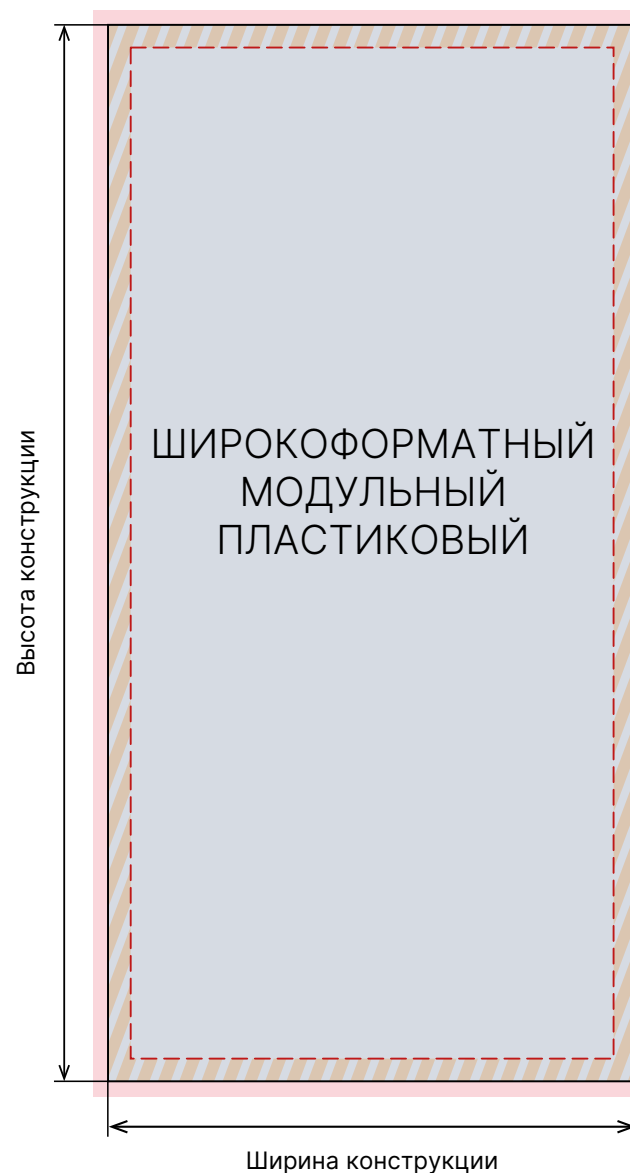 ШИРОКОФОРМАТНЫЙ
МОДУЛЬНЫЙ
ПЛАСТИКОВЫЙ
Высота конструкции
Ширина конструкции